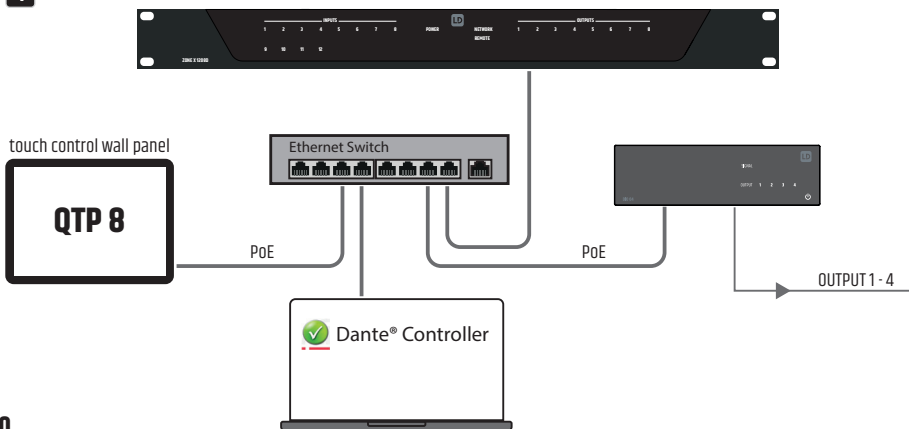 INPUTS
LD
OUTPUTS
1 2 3 4 5 6 7 8
POWER
NETWORK
1 2 3 4 5 6 7 8
REMOTE
9 10 11 12
ZONE X 1208D
touch control wall panel
Ethernet Switch
LD
QTP 8
OUTPUT 1 2 3 4
PoE
PoE
OUTPUT 1 - 4
Dante® Controller